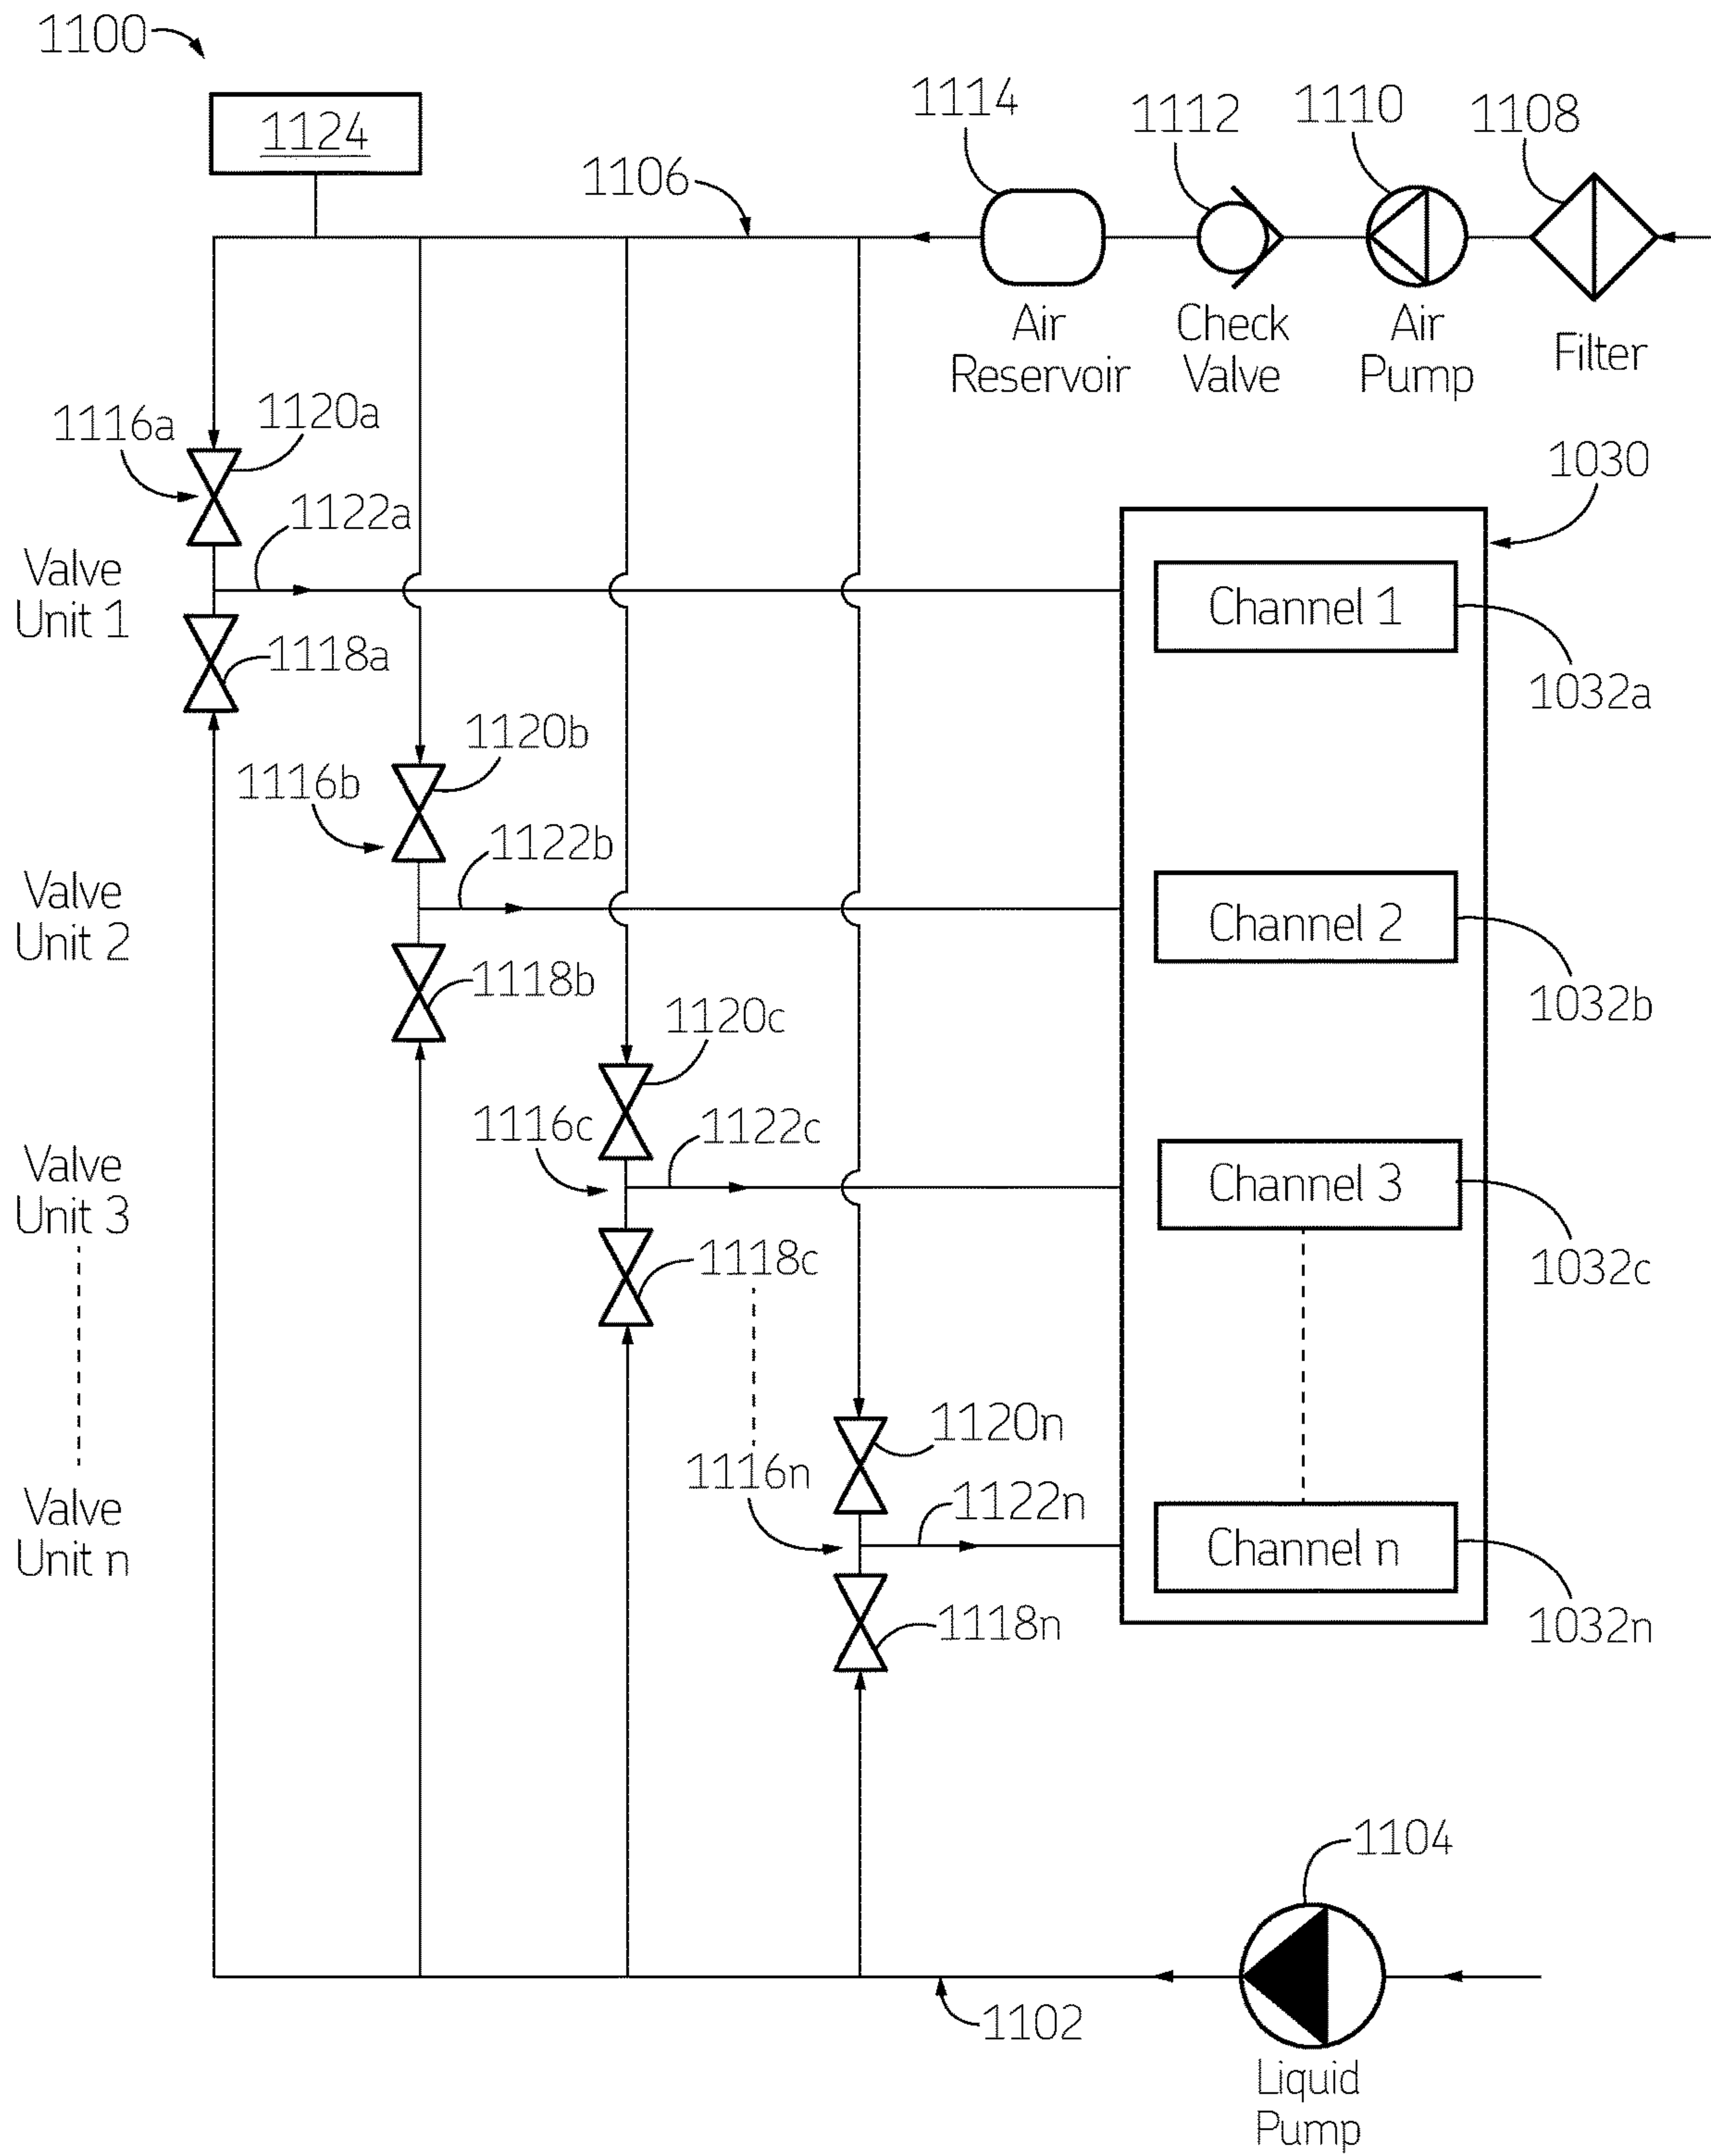 1100
1124
1106
1114
1112
1110
1108
Air
Reservoir
Check
Valve
Air
Pump
Filter
1116a
1120a
1122a
Valve
Unit 1
1118a
1030
Channel 1
1032a
1120b
1116b
1122b
Valve
Unit 2
1118b
Channel 2
1032b
1120c
1116c
1122c
Valve
Unit 3
1118c
Channel 3
1032c
1120n
1116n
1122n
Valve
Unit n
1118n
Channel n
1032n
1104
1102
Liquid
Pump